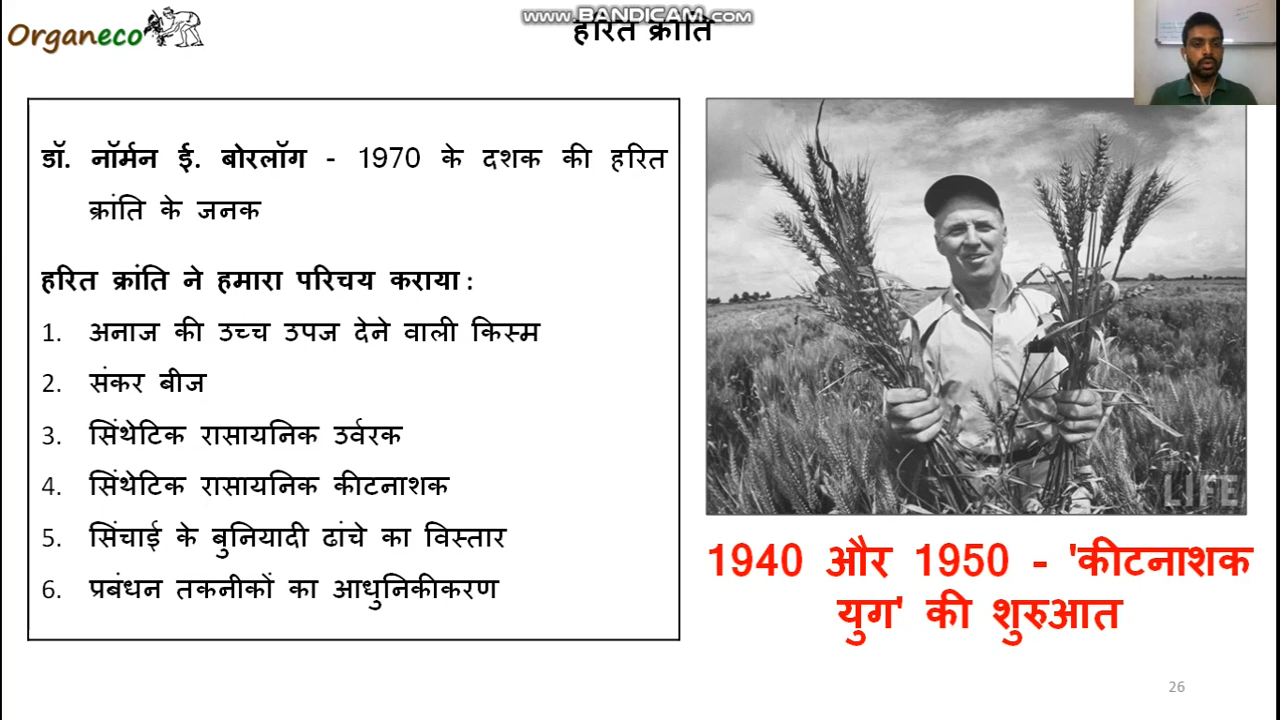 Organeco
www.BANDICAM.com
हरित क्रांति
डॉ. नॉर्मन ई. बोरलॉग - 1970 के दशक की हरित
क्रांति के जनक
हरित क्रांति ने हमारा परिचय कराया :
1. अनाज की उच्च उपज देने वाली किस्म
2. संकर बीज
3. सिंथेटिक रासायनिक उर्वरक
4. सिंथेटिक रासायनिक कीटनाशक
5. सिंचाई के बुनियादी ढांचे का विस्तार
6. प्रबंधन तकनीकों का आधुनिकीकरण
LIFE
1940 और 1950 - 'कीटनाशक
युग' की शुरुआत
26